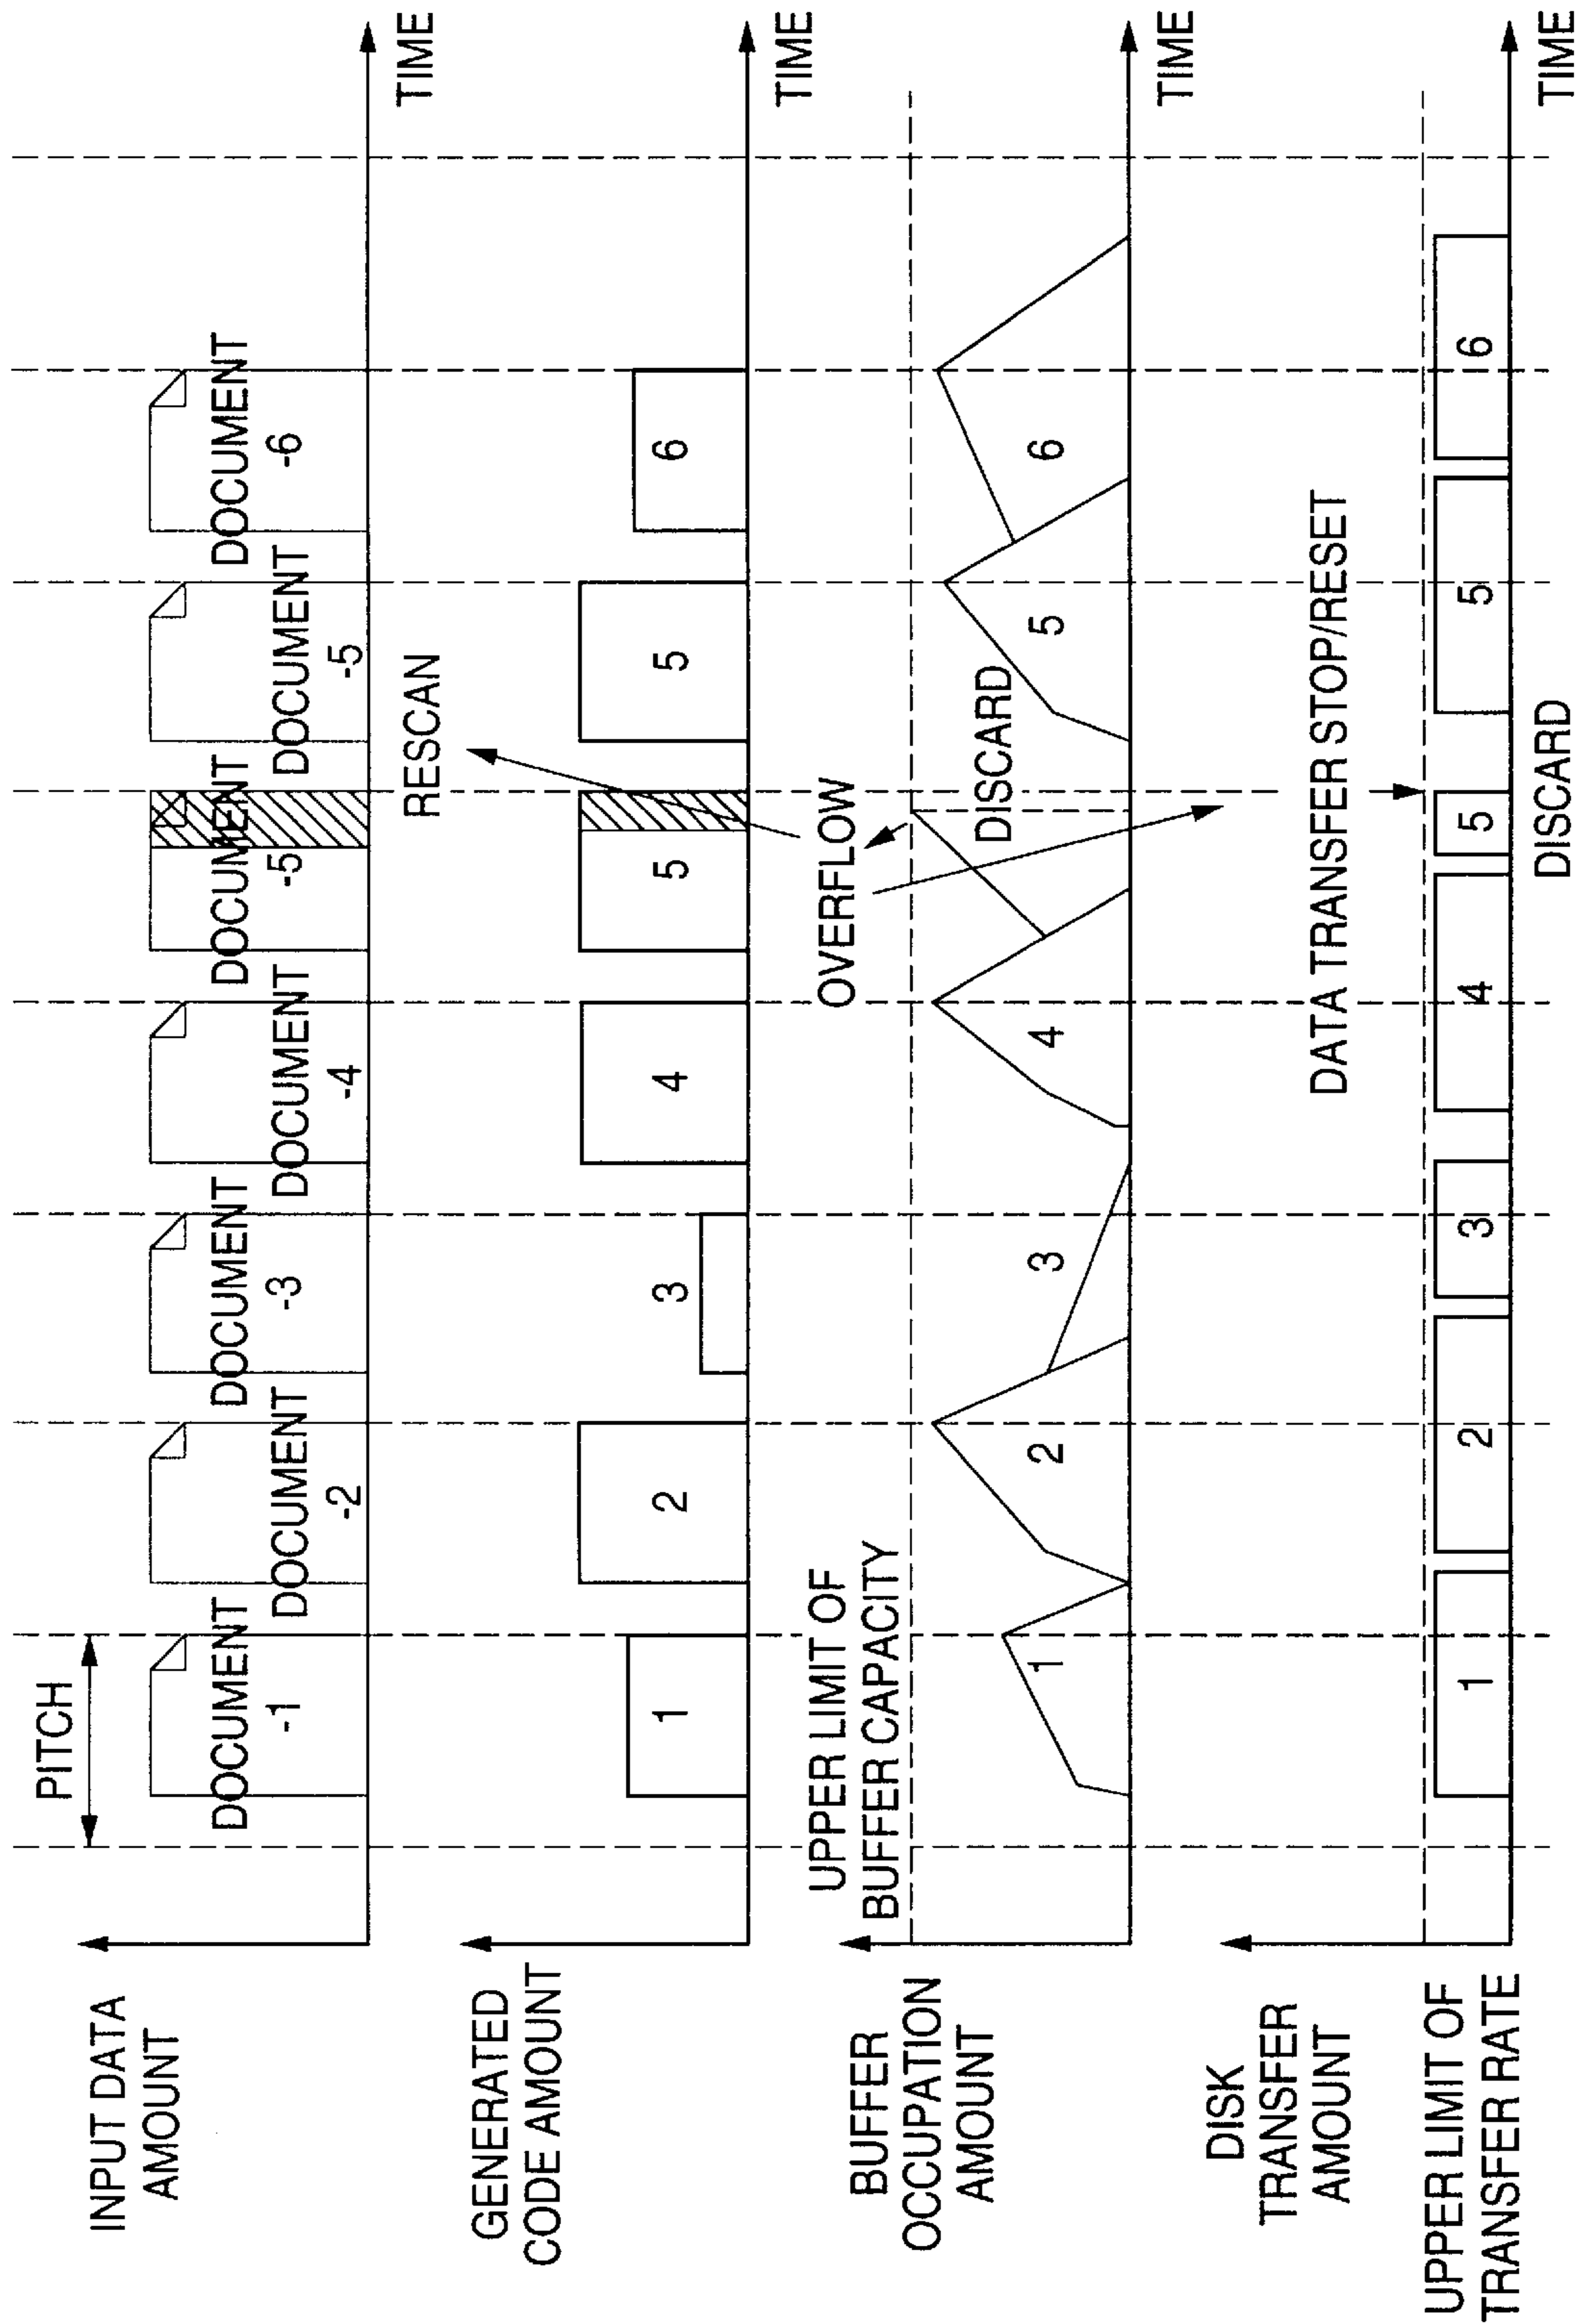 PITCH
INPUT DATA
AMOUNT
DOCUMENT
-1
DOCUMENT
-2
DOCUMENT
-3
DOCUMENT
-4
DOCUMENT
-5
DOCUMENT
-5
DOCUMENT
-6
TIME
RESCAN
GENERATED
CODE AMOUNT
1
2
3
4
5
5
6
TIME
UPPER LIMIT OF
BUFFER CAPACITY
OVERFLOW
BUFFER
OCCUPATION
AMOUNT
1
2
3
4
DISCARD
5
6
TIME
DISK
TRANSFER
AMOUNT
DATA TRANSFER STOP/RESET
UPPER LIMIT OF
TRANSFER RATE
1
2
3
4
5
5
6
DISCARD
TIME